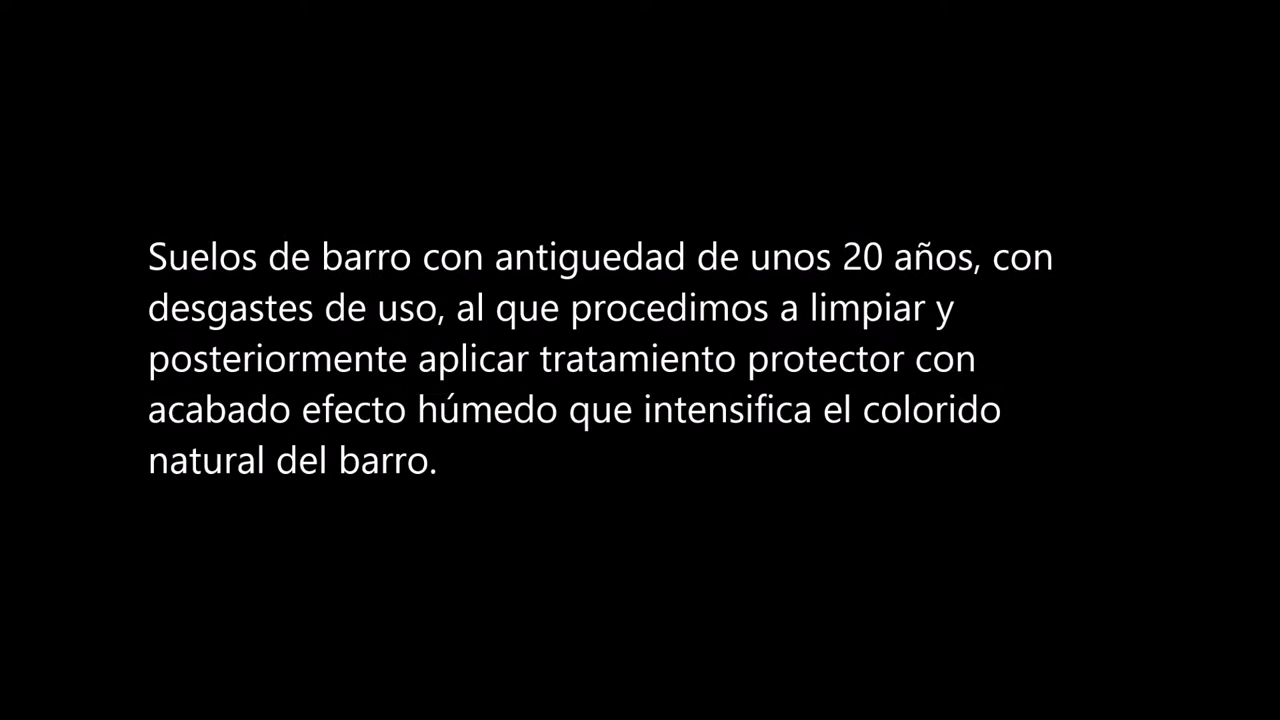 Suelos de barro con antiguedad de unos 20 años, con
desgastes de uso, al que procedimos a limpiar y
posteriormente aplicar tratamiento protector con
acabado efecto húmedo que intensifica el colorido
natural del barro.